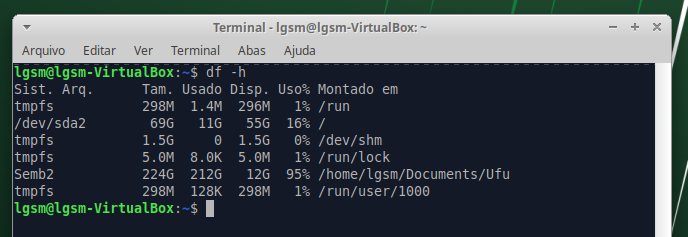 Terminal - lgsm@lgsm-VirtualBox: ~
Arquivo Editar Ver Terminal Abas Ajuda
lgsm@lgsm-VirtualBox:~$ df -h
Sist. Arq. Tam. Usado Disp. Uso% Montado em
tmpfs 298M 1.4M 296M 1% /run
/dev/sda2 69G 11G 55G 16% /
tmpfs 1.5G 0 1.5G 0% /dev/shm
tmpfs 5.0M 8.0K 5.0M 1% /run/lock
Semb2 224G 212G 12G 95% /home/lgsm/Documents/Ufu
tmpfs 298M 128K 298M 1% /run/user/1000
lgsm@lgsm-VirtualBox:~$